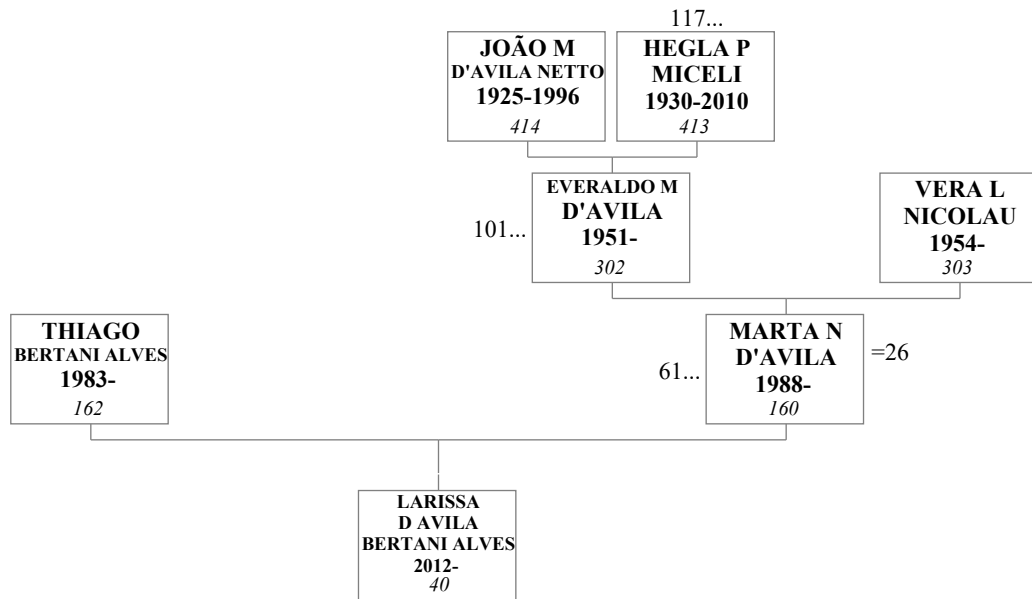 117...
JOÃO M
D'AVILA NETTO
1925-1996
414
HEGLA P
MICELI
1930-2010
413
101...
EVERALDO M
D'AVILA
1951-
302
VERA L
NICOLAU
1954-
303
THIAGO
BERTANI ALVES
1983-
162
61...
MARTA N
D'AVILA
1988-
160
=26
LARISSA
D AVILA
BERTANI ALVES
2012-
40